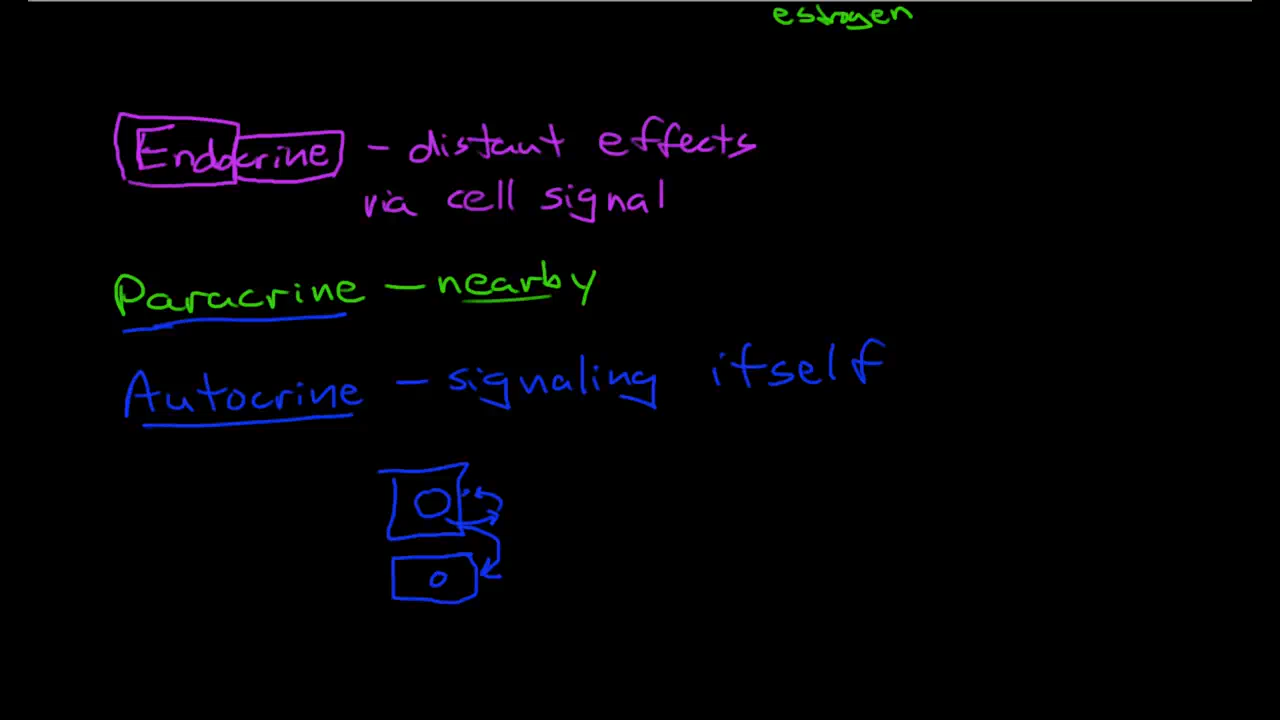 estrogen
Endocrine - distant effects
via cell signal
Paracrine - nearby
Autocrine - signaling itself